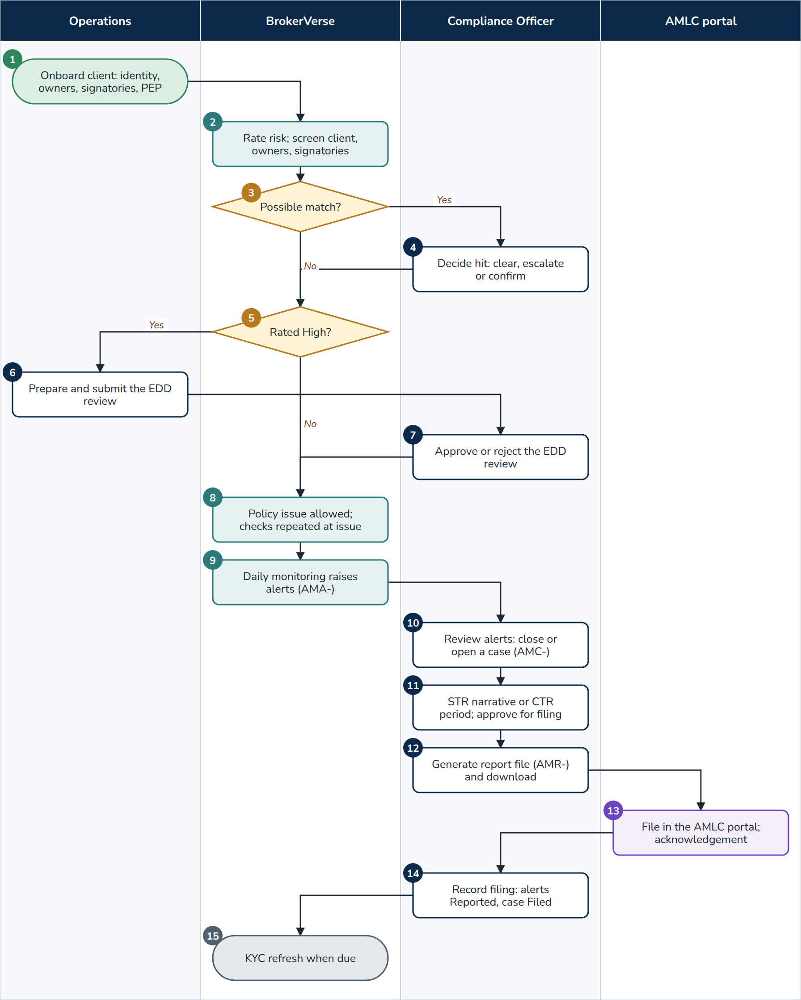 Operations
BrokerVerse
Compliance Officer
AMLC portal
1
Onboard client: identity,
owners, signatories, PEP
2
Rate risk; screen client,
owners, signatories
3
Possible match?
Yes
4
Decide hit: clear, escalate
or confirm
No
5
Rated High?
Yes
6
Prepare and submit the EDD
review
No
7
Approve or reject the EDD
review
8
Policy issue allowed;
checks repeated at issue
9
Daily monitoring raises
alerts (AMA-)
10
Review alerts: close or
open a case (AMC-)
11
STR narrative or CTR
period; approve for filing
12
Generate report file (AMR-)
and download
13
File in the AMLC portal;
acknowledgement
14
Record filing: alerts
Reported, case Filed
15
KYC refresh when due